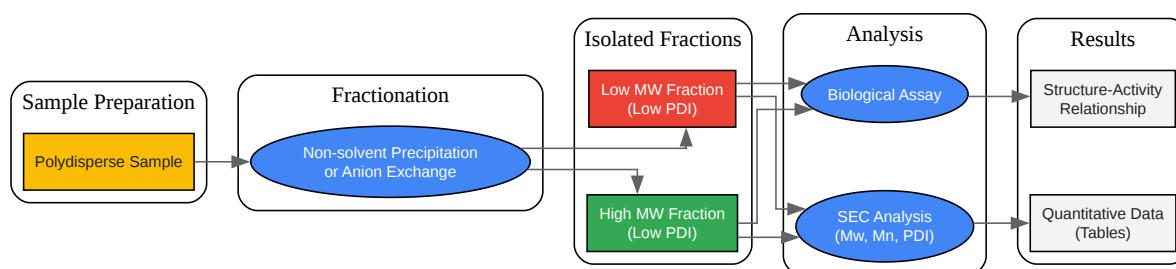 Sample Preparation
Polydisperse Sample
Fractionation
Non-solvent Precipitation
or Anion Exchange
Isolated Fractions
Low MW Fraction
(Low PDI)
High MW Fraction
(Low PDI)
Analysis
Biological Assay
SEC Analysis
(Mw, Mn, PDI)
Results
Structure-Activity
Relationship
Quantitative Data
(Tables)